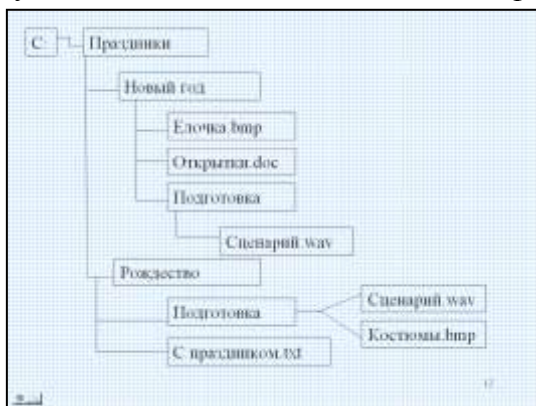 C:
Праздники
Новый год
Елочка.bmp
Открытки.doc
Подготовка
Сценарий.wav
Рождество
Подготовка
Сценарий.wav
Костюмы.bmp
С праздником.txt